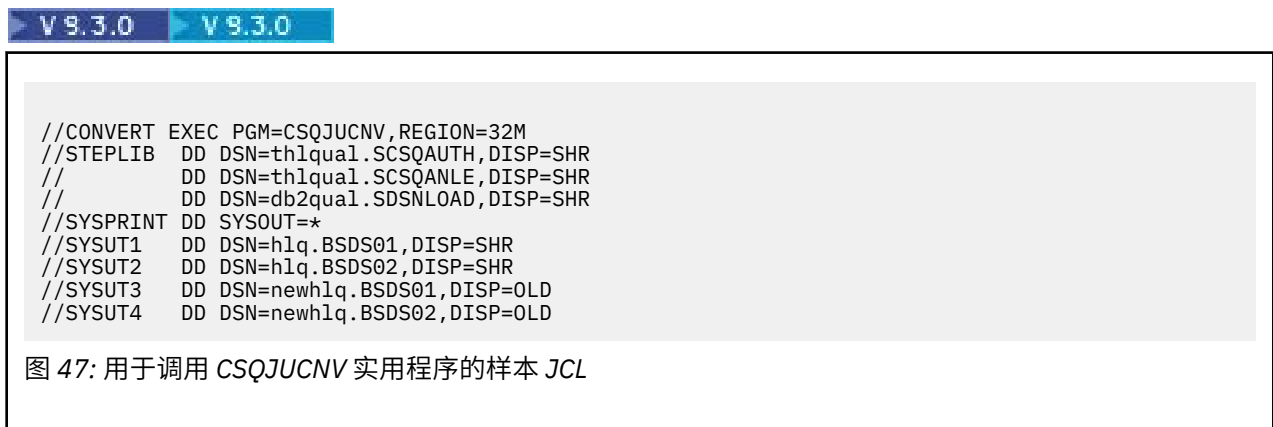 V 9.3.0 V 9.3.0
//CONVERT EXEC PGM=CSQJUCNV,REGION=32M
//STEPLIB  DD DSN=thlqual.SCSQAUTH,DISP=SHR
//         DD DSN=thlqual.SCSQANLE,DISP=SHR
//         DD DSN=db2qual.SDSNLOAD,DISP=SHR
//SYSPRINT DD SYSOUT=*
//SYSUT1   DD DSN=hlq.BSDS01,DISP=SHR
//SYSUT2   DD DSN=hlq.BSDS02,DISP=SHR
//SYSUT3   DD DSN=newhlq.BSDS01,DISP=OLD
//SYSUT4   DD DSN=newhlq.BSDS02,DISP=OLD
图 47: 用于调用 CSQJUCNV 实用程序的样本 JCL